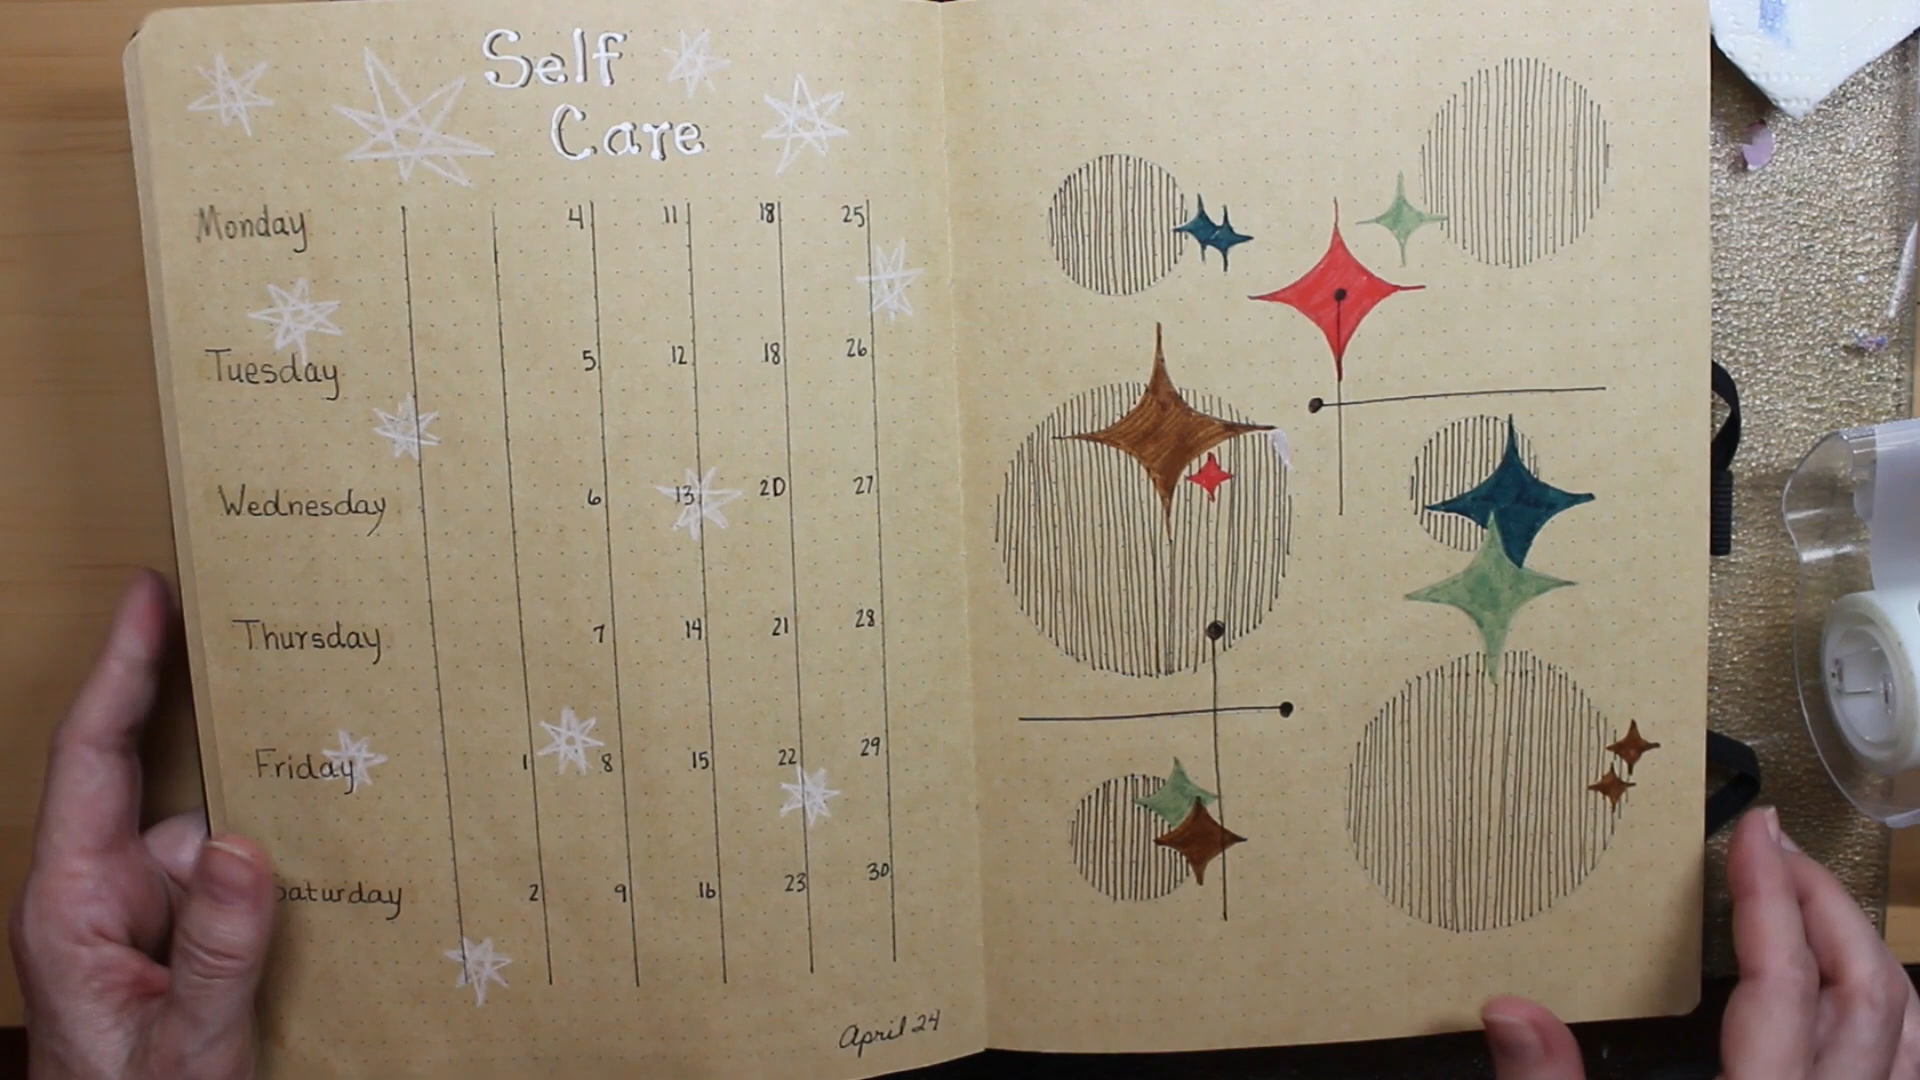 Self
Care
Monday 4 11 18 25
Tuesday 5 12 18 26
Wednesday 6 13 20 27
Thursday 7 14 21 28
Friday 1 8 15 22 29
Saturday 2 9 16 23 30
April 24